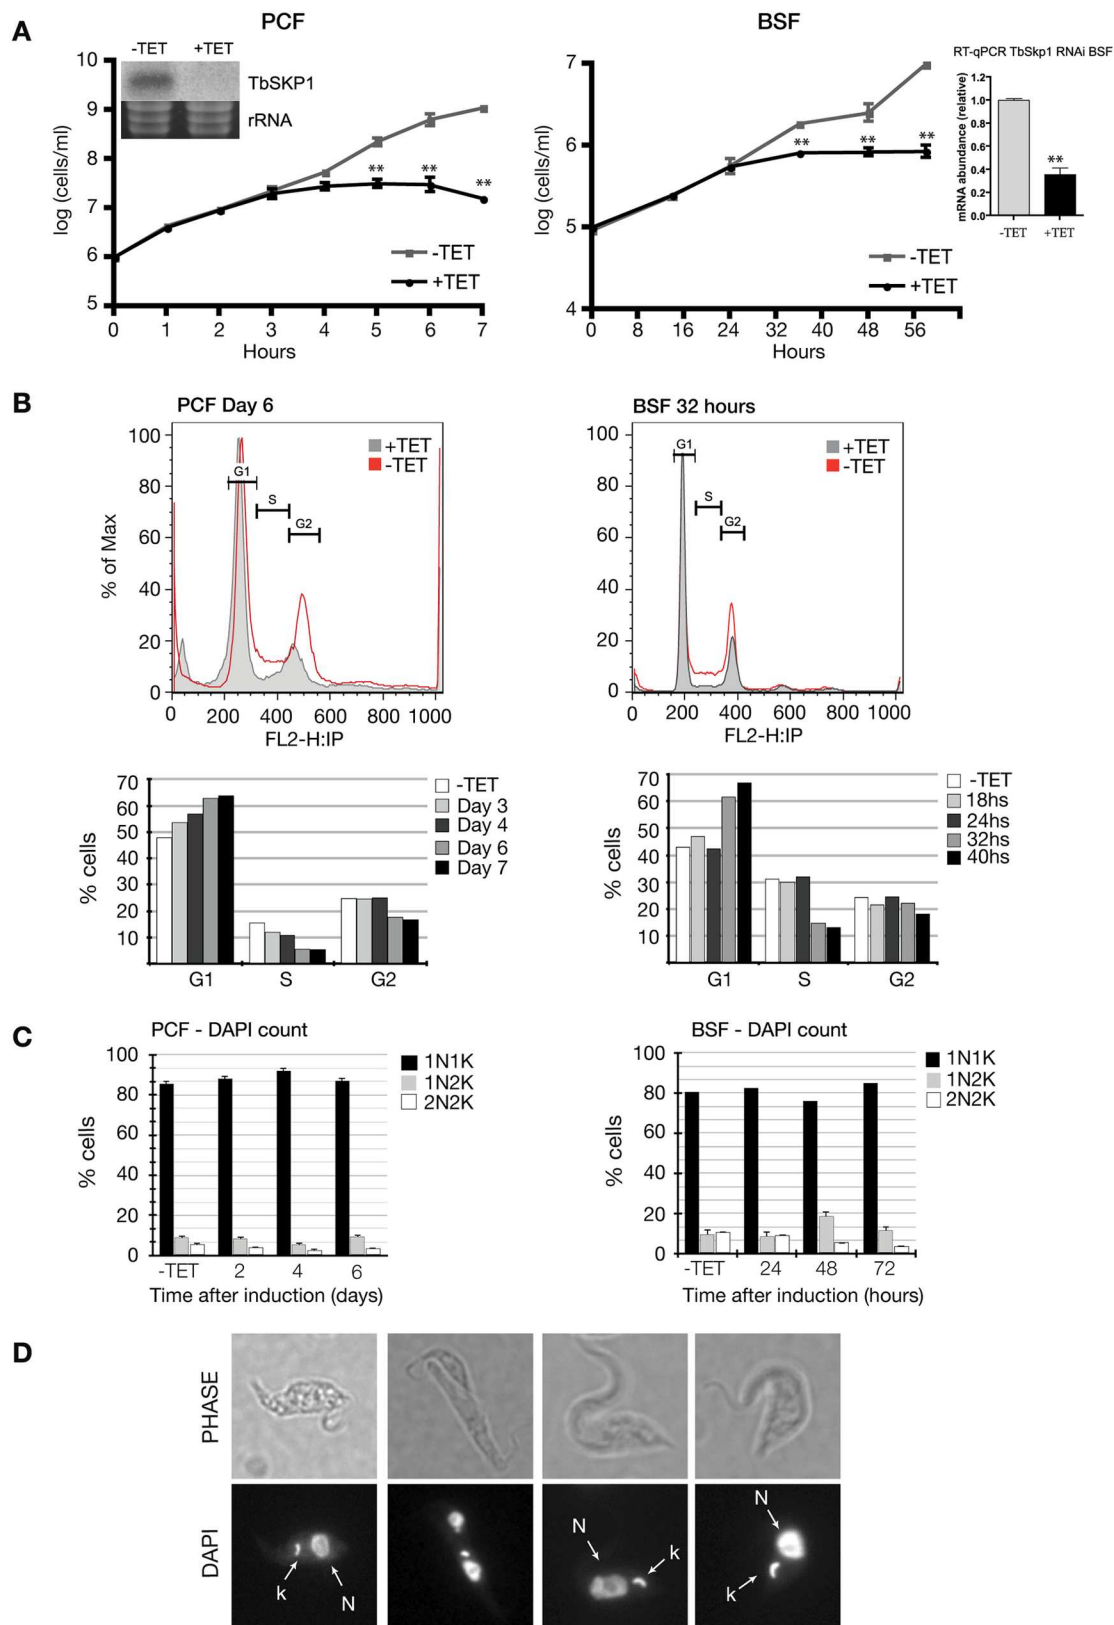 A
PCF
BSF
-TET +TET
TbSKP1
rRNA
log (cells/ml)
10
9
8
7
6
5
** ** **
-TET
+TET
0 1 2 3 4 5 6 7
Hours
log (cells/ml)
7
6
5
4
** ** **
-TET
+TET
0 8 16 24 32 40 48 56
Hours
RT-qPCR TbSkp1 RNAi BSF
mRNA abundance (relative)
1.2
1.0
0.8
0.6
0.4
0.2
0.0
**
-TET +TET
B
PCF Day 6
% of Max
100
80
60
40
20
0
+TET
-TET
G1
S
G2
0 200 400 600 800 1000
FL2-H:IP
BSF 32 hours
100
80
60
40
20
0
+TET
-TET
G1
S
G2
0 200 400 600 800 1000
FL2-H:IP
% cells
70
60
50
40
30
20
10
-TET
Day 3
Day 4
Day 6
Day 7
G1 S G2
% cells
70
60
50
40
30
20
10
-TET
18hs
24hs
32hs
40hs
G1 S G2
C
PCF - DAPI count
% cells
100
80
60
40
20
0
1N1K
1N2K
2N2K
-TET 2 4 6
Time after induction (days)
BSF - DAPI count
% cells
100
80
60
40
20
0
1N1K
1N2K
2N2K
-TET 24 48 72
Time after induction (hours)
D
PHASE
DAPI
k
N
N
k
N
k